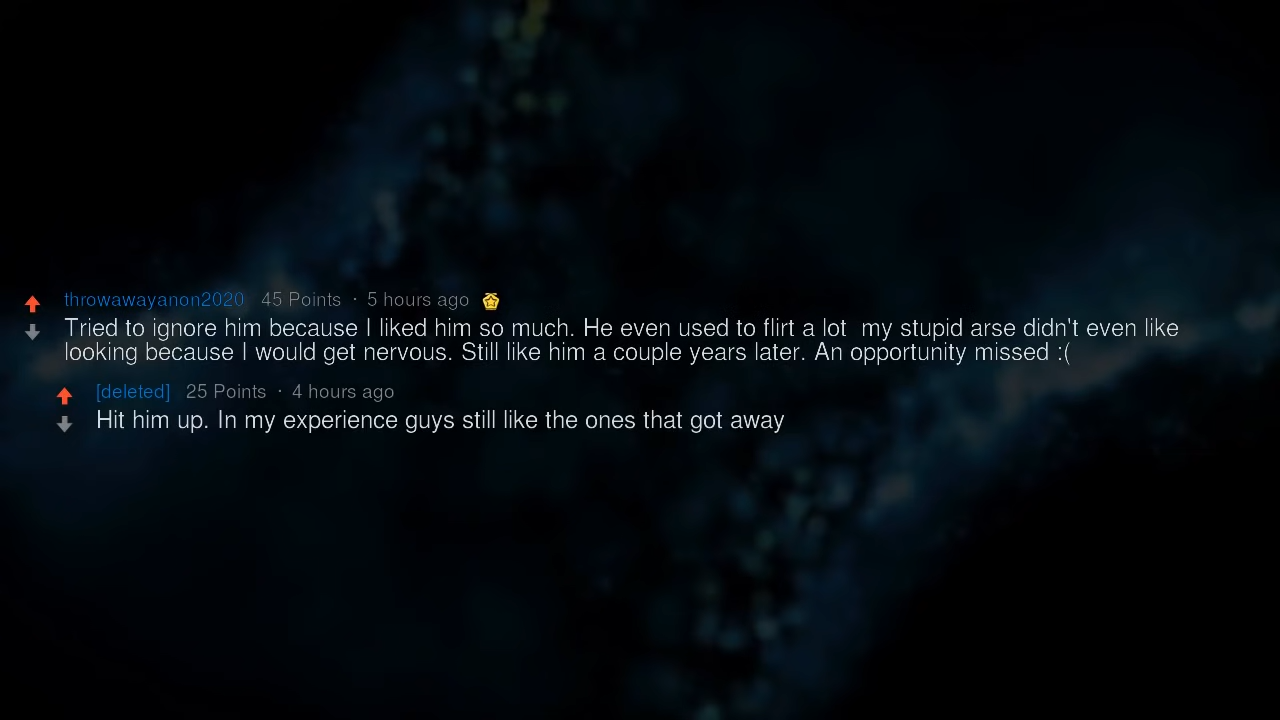 throwawayanon2020 45 Points · 5 hours ago
Tried to ignore him because I liked him so much. He even used to flirt a lot  my stupid arse didn't even like
looking because I would get nervous. Still like him a couple years later. An opportunity missed :(
[deleted] 25 Points · 4 hours ago
Hit him up. In my experience guys still like the ones that got away